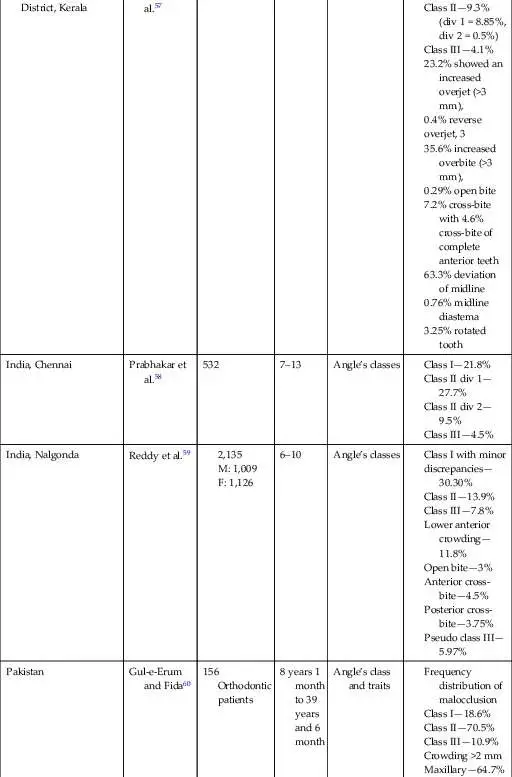 District, Kerala
al.57
Class II—9.3%
(div 1 = 8.85%,
div 2 = 0.5%)
Class III—4.1%
23.2% showed an
increased
overjet (>3
mm),
0.4% reverse
overjet, 3
35.6% increased
overbite (>3
mm),
0.29% open bite
7.2% cross-bite
with 4.6%
cross-bite of
complete
anterior teeth
63.3% deviation
of midline
0.76% midline
diastema
3.25% rotated
tooth
India, Chennai
Prabhakar et
al.58
532
7–13
Angle's classes
Class I—21.8%
Class II div 1—
27.7%
Class II div 2—
9.5%
Class III—4.5%
India, Nalgonda
Reddy et al.59
2,135
M: 1,009
F: 1,126
6–10
Angle's classes
Class I with minor
discrepancies—
30.30%
Class II—13.9%
Class III—7.8%
Lower anterior
crowding—
11.8%
Open bite—3%
Anterior cross-
bite—4.5%
Posterior cross-
bite—3.75%
Pseudo class III—
5.97%
Pakistan
Gul-e-Erum
and Fida60
156
Orthodontic
patients
8 years 1
month
to 39
years
and 6
month
Angle's class
and traits
Frequency
distribution of
malocclusion
Class I—18.6%
Class II—70.5%
Class III—10.9%
Crowding >2 mm
Maxillary—64.7%